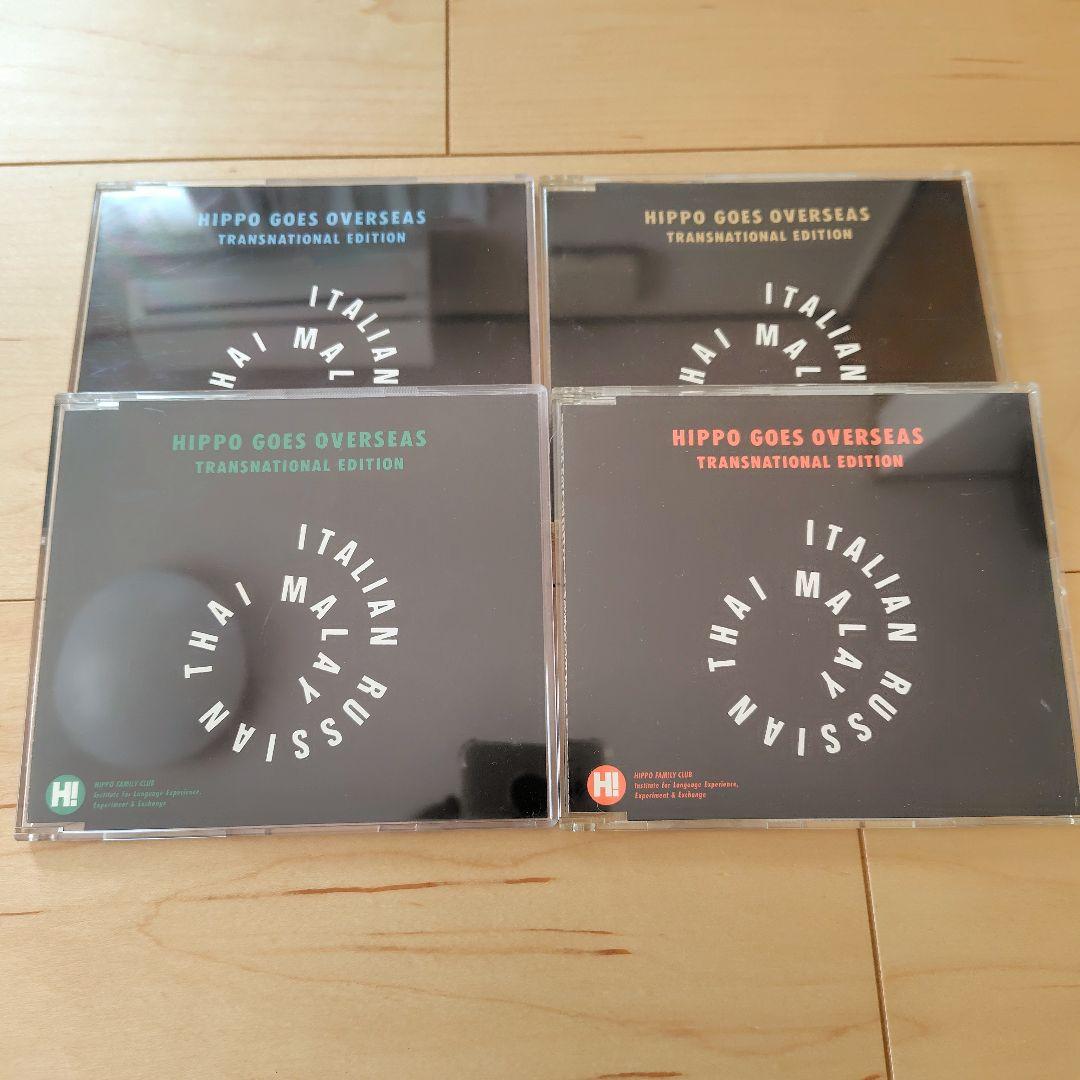 HIPPO GOES OVERSEAS
TRANSNATIONAL EDITION
ITALIAN
THAI MAL
HIPPO GOES OVERSEAS
TRANSNATIONAL EDITION
ITALIAN
THAI MAL
HIPPO GOES OVERSEAS
TRANSNATIONAL EDITION
ITALIAN RUSSIAN THAI MALAY
H!
HIPPO FAMILY CLUB
Institute for Language Experience,
Experiment & Exchange
HIPPO GOES OVERSEAS
TRANSNATIONAL EDITION
ITALIAN RUSSIAN THAI MALAY
H!
HIPPO FAMILY CLUB
Institute for Language Experience,
Experiment & Exchange